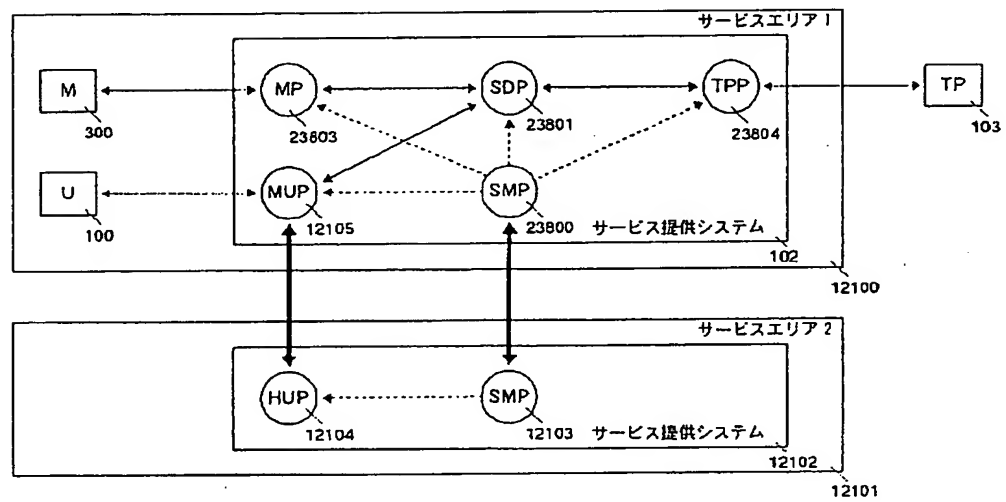 サービスエリア 1
M
300
MP
23803
SDP
23801
TPP
23804
TP
103
U
100
MUP
12105
SMP
23800
サービス提供システム
102
12100
サービスエリア 2
HUP
12104
SMP
12103
サービス提供システム
12102
12101